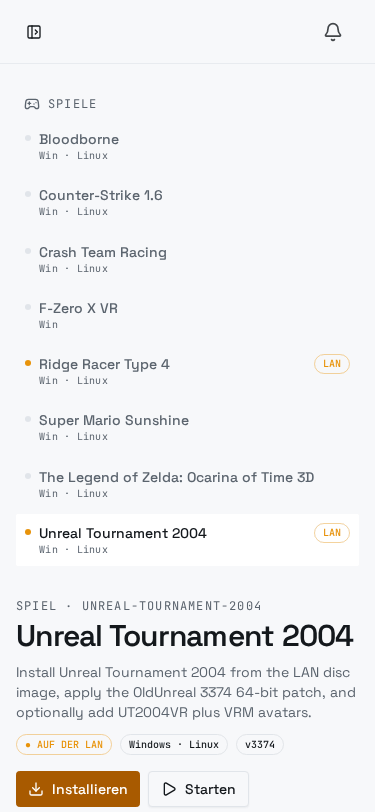 SPIELE
Bloodborne
Win · Linux
Counter-Strike 1.6
Win · Linux
Crash Team Racing
Win · Linux
F-Zero X VR
Win
Ridge Racer Type 4
LAN
Win · Linux
Super Mario Sunshine
Win · Linux
The Legend of Zelda: Ocarina of Time 3D
Win · Linux
Unreal Tournament 2004
LAN
Win · Linux
SPIEL · UNREAL-TOURNAMENT-2004
Unreal Tournament 2004
Install Unreal Tournament 2004 from the LAN disc
image, apply the OldUnreal 3374 64-bit patch, and
optionally add UT2004VR plus VRM avatars.
AUF DER LAN
Windows · Linux
v3374
Installieren
Starten